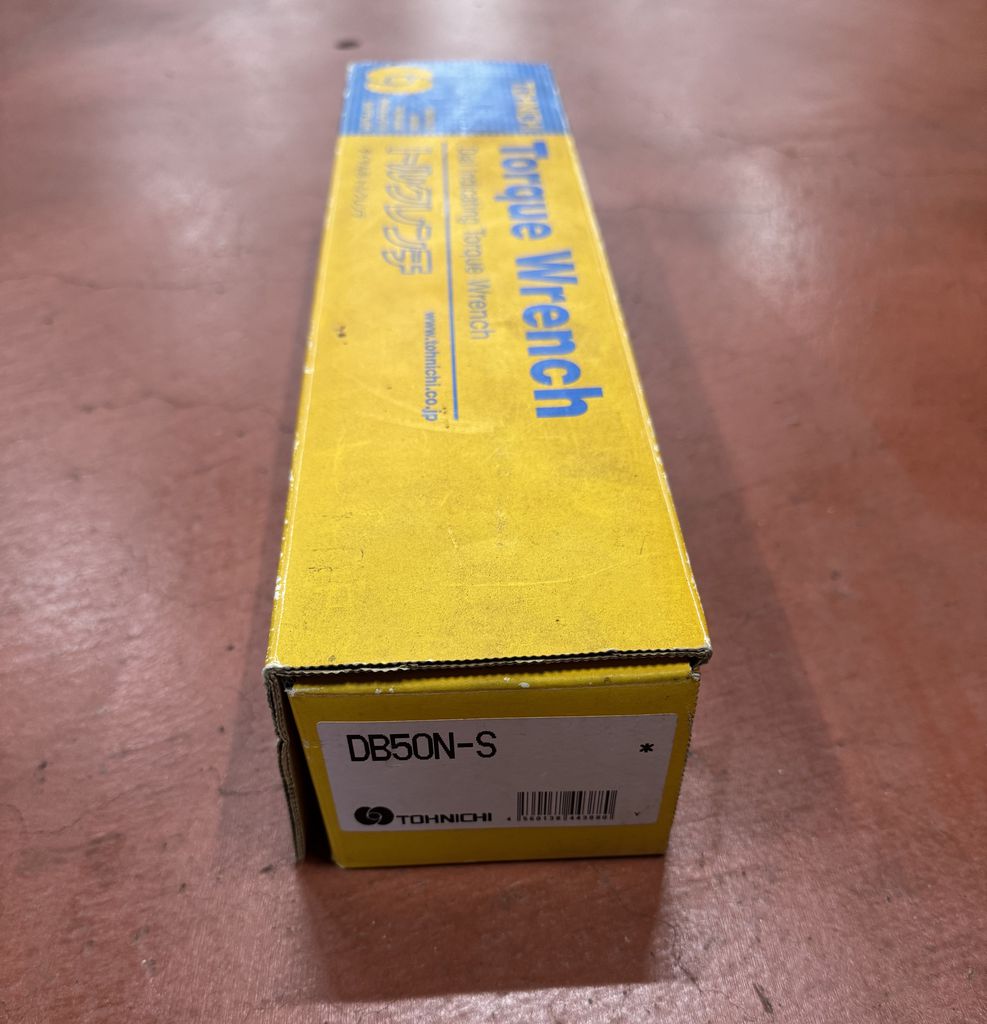 TOHNICHI
Torque Wrench
Dial Indicating Torque Wrench
www.tohnichi.co.jp
トルクレンチ
DB50N-S
*
TOHNICHI